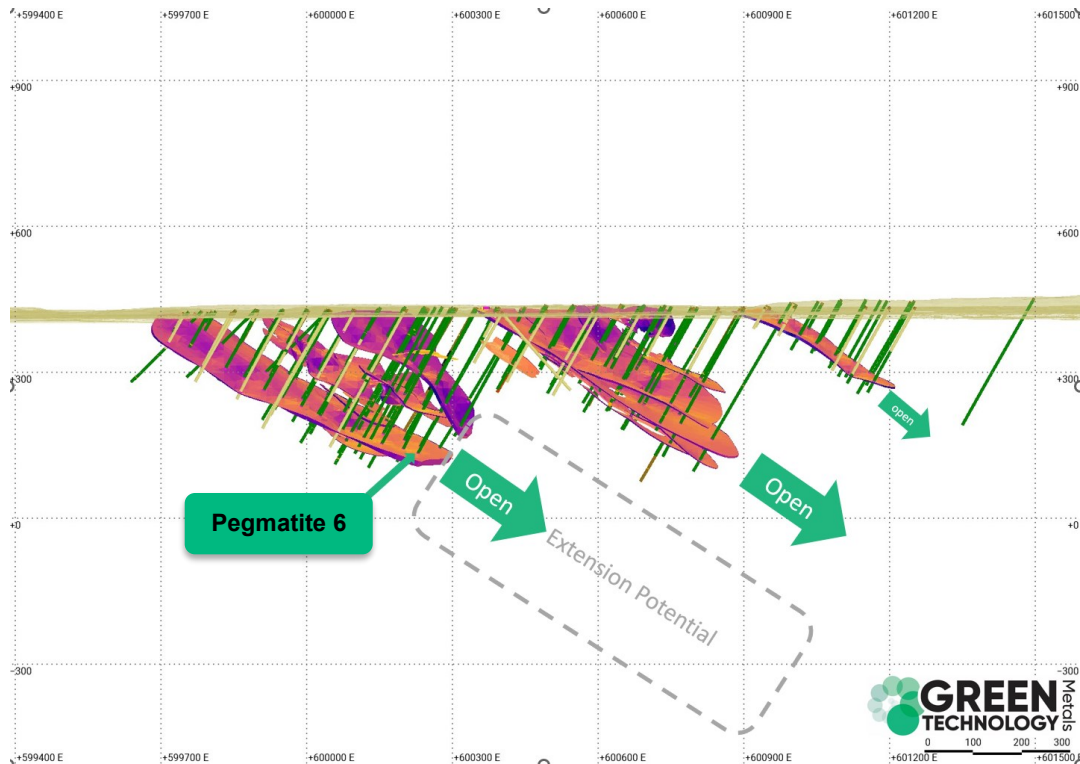 +599400 E
+599700 E
+600000 E
+600300 E
+600600 E
+600900 E
+601200 E
+601500 E
+900
+900
+600
+600
+300
+300
open
Pegmatite 6
Open
Open
+0
+0
Extension Potential
-300
-300
GREEN
TECHNOLOGY
Metals
0 100 200 300
+599400 E
+599700 E
+600000 E
+600300 E
+600600 E
+600900 E
+601200 E
+601500 E